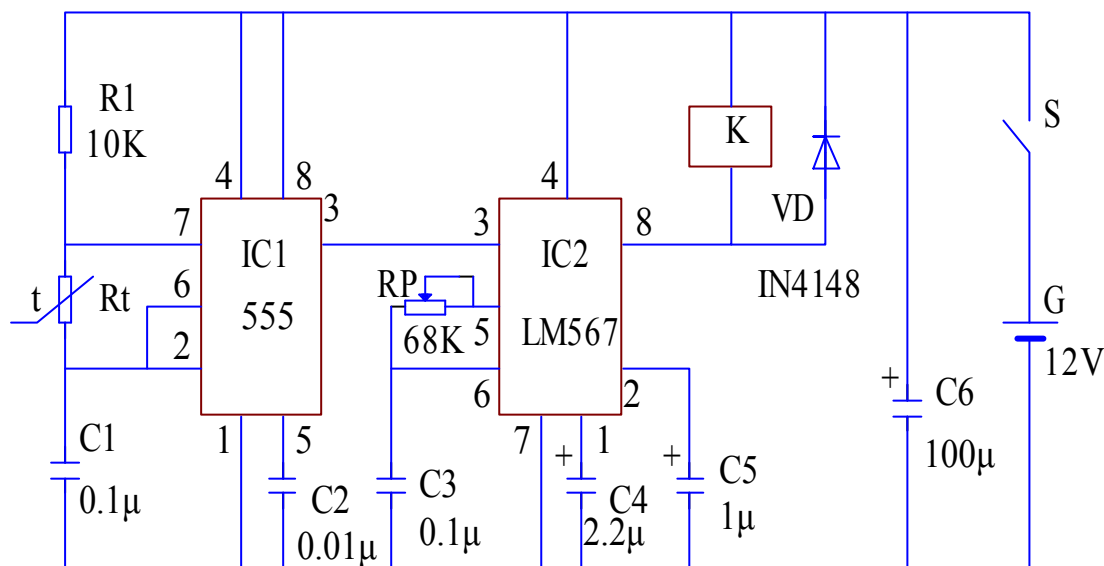 R1
10K
4
8
3
7
IC1
6
t
Rt
555
2
1
5
C1
0.1μ
C2
0.01μ
4
3
8
IC2
RP
68K
5
LM567
6
2
7
1
C3
0.1μ
C4
2.2μ
C5
1μ
K
VD
IN4148
S
G
12V
+
+
+
C6
100μ